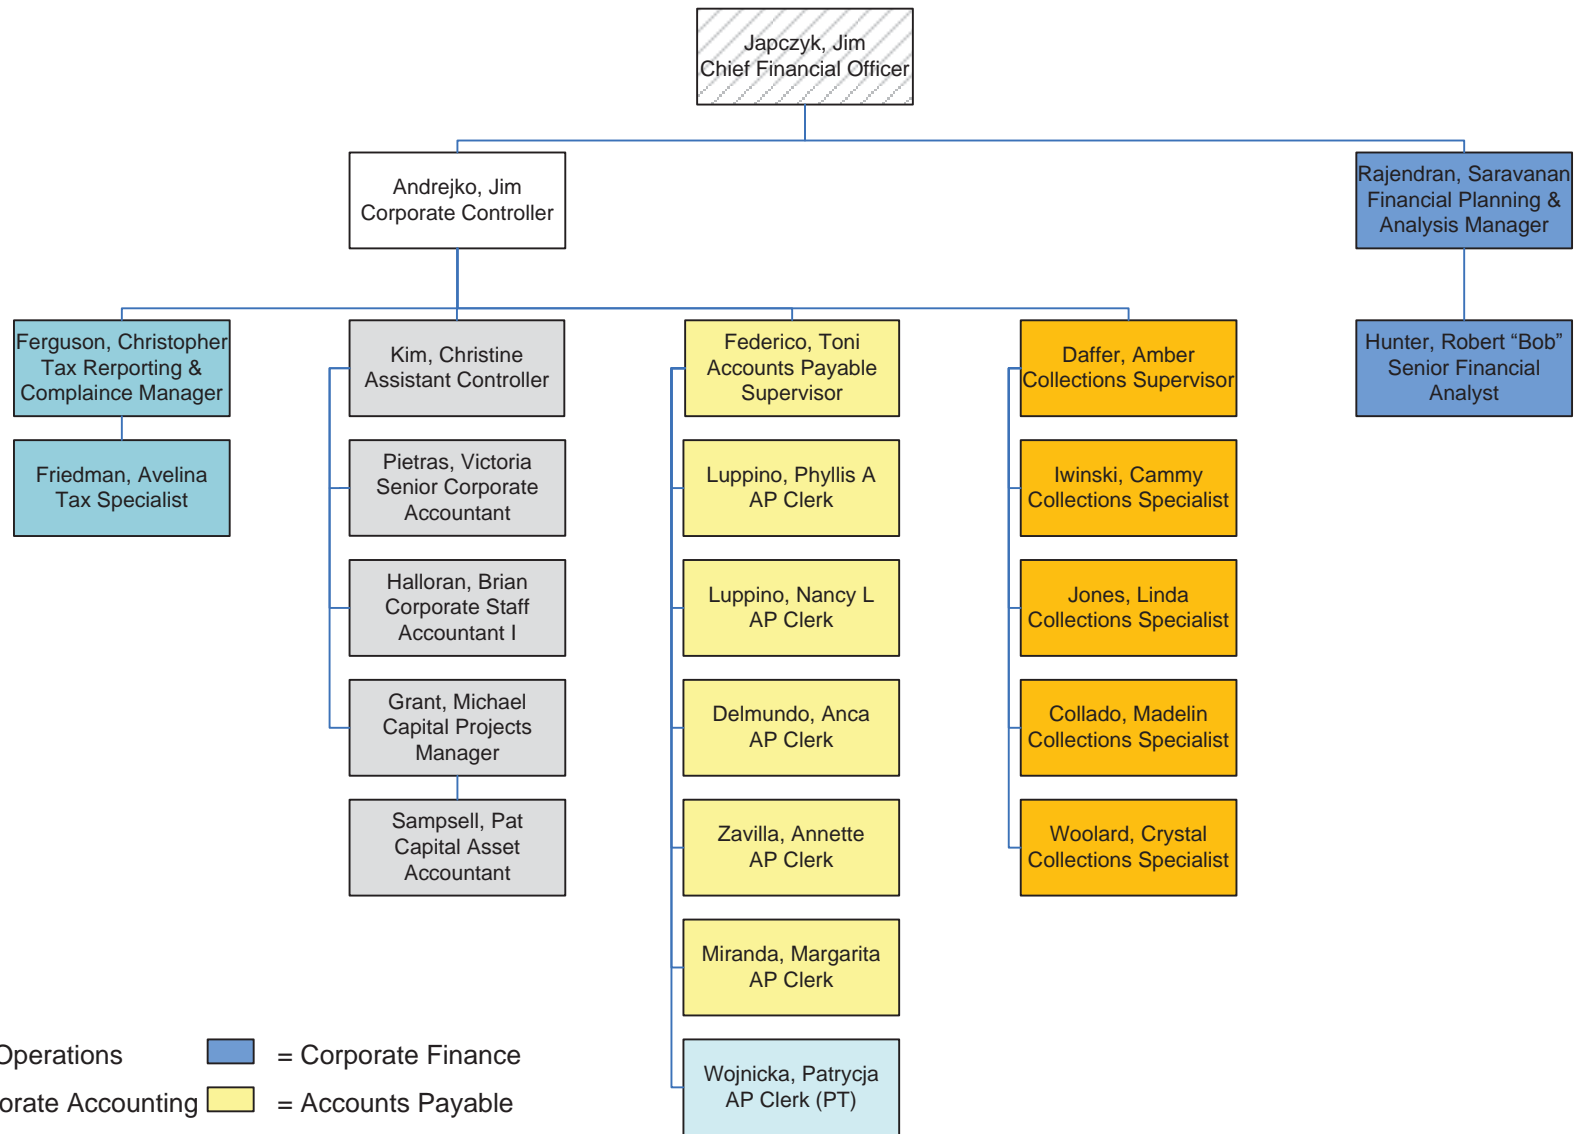 Japczyk, Jim
Chief Financial Officer
Andrejko, Jim
Corporate Controller
Rajendran, Saravanan
Financial Planning &
Analysis Manager
Ferguson, Christopher
Tax Rerporting &
Complaince Manager
Kim, Christine
Assistant Controller
Federico, Toni
Accounts Payable
Supervisor
Daffer, Amber
Collections Supervisor
Hunter, Robert “Bob”
Senior Financial
Analyst
Friedman, Avelina
Tax Specialist
Pietras, Victoria
Senior Corporate
Accountant
Luppino, Phyllis A
AP Clerk
Iwinski, Cammy
Collections Specialist
Halloran, Brian
Corporate Staff
Accountant I
Luppino, Nancy L
AP Clerk
Jones, Linda
Collections Specialist
Grant, Michael
Capital Projects
Manager
Delmundo, Anca
AP Clerk
Collado, Madelin
Collections Specialist
Sampsell, Pat
Capital Asset
Accountant
Zavilla, Annette
AP Clerk
Woolard, Crystal
Collections Specialist
Miranda, Margarita
AP Clerk
Wojnicka, Patrycja
AP Clerk (PT)
Operations
= Corporate Finance
orate Accounting
= Accounts Payable